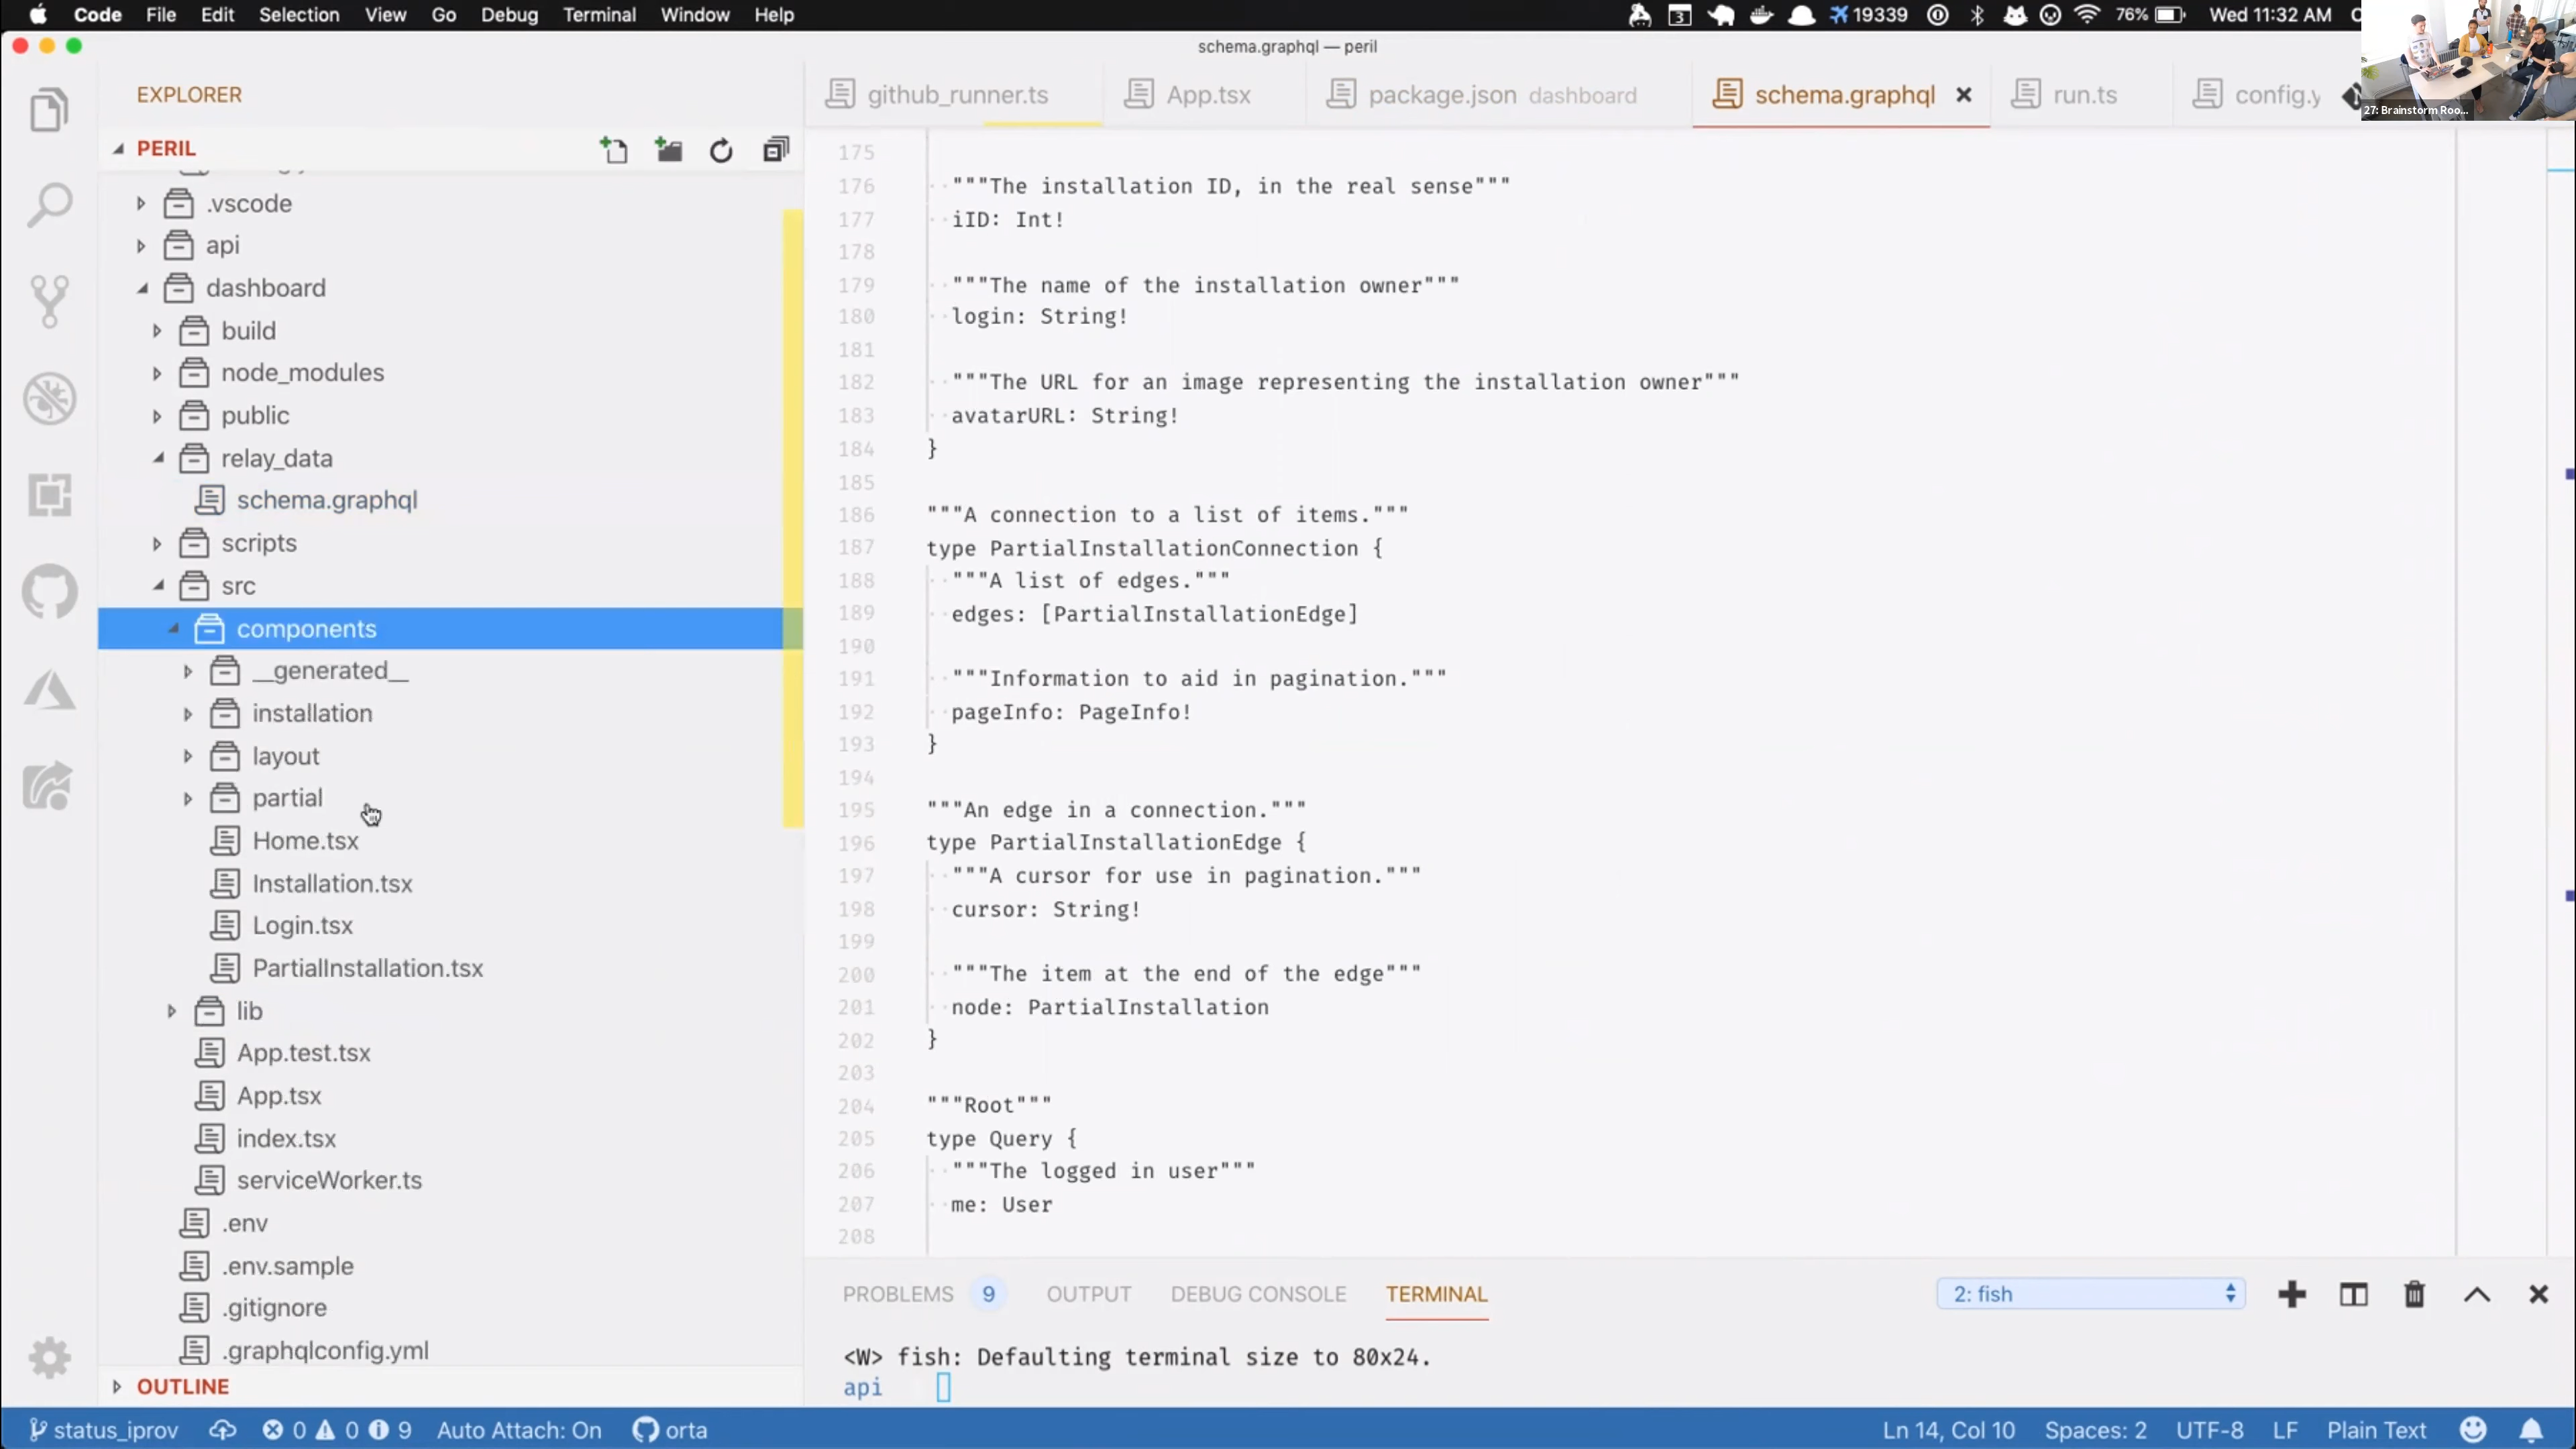 Code File Edit Selection View Go Debug Terminal Window Help
3 19339 76% Wed 11:32 AM
schema.graphql — peril
27: Brainstorm Roo...
EXPLORER
github_runner.ts App.tsx package.json dashboard schema.graphql run.ts config.y
PERIL
.vscode
api
dashboard
build
node_modules
public
relay_data
schema.graphql
scripts
src
components
__generated__
installation
layout
partial
Home.tsx
Installation.tsx
Login.tsx
PartialInstallation.tsx
lib
App.test.tsx
App.tsx
index.tsx
serviceWorker.ts
.env
.env.sample
.gitignore
.graphqlconfig.yml
OUTLINE
175
176 """The installation ID, in the real sense"""
177 iID: Int!
178
179 """The name of the installation owner"""
180 login: String!
181
182 """The URL for an image representing the installation owner"""
183 avatarURL: String!
184 }
185
186 """A connection to a list of items."""
187 type PartialInstallationConnection {
188 """A list of edges."""
189 edges: [PartialInstallationEdge]
190
191 """Information to aid in pagination."""
192 pageInfo: PageInfo!
193 }
194
195 """An edge in a connection."""
196 type PartialInstallationEdge {
197 """A cursor for use in pagination."""
198 cursor: String!
199
200 """The item at the end of the edge"""
201 node: PartialInstallation
202 }
203
204 """Root"""
205 type Query {
206 """The logged in user"""
207 me: User
208
PROBLEMS 9 OUTPUT DEBUG CONSOLE TERMINAL 2: fish
<W> fish: Defaulting terminal size to 80x24.
api
status_iprov 0 0 9 Auto Attach: On orta Ln 14, Col 10 Spaces: 2 UTF-8 LF Plain Text